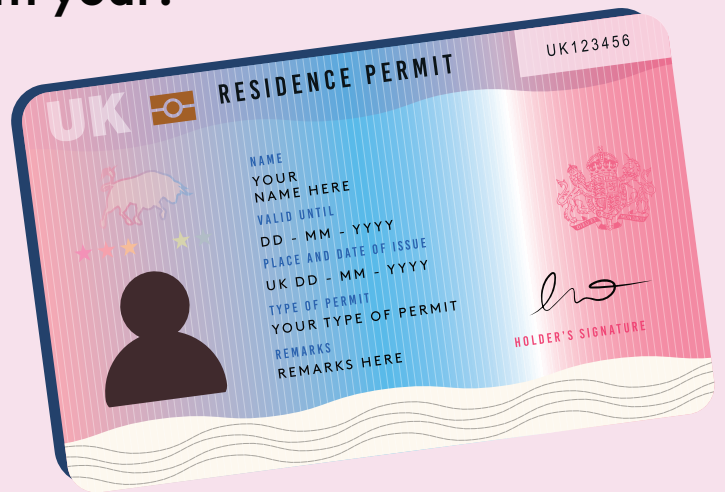 UK
RESIDENCE PERMIT
UK123456
NAME
YOUR
NAME HERE
VALID UNTIL
DD - MM - YYYY
PLACE AND DATE OF ISSUE
UK DD - MM - YYYY
TYPE OF PERMIT
YOUR TYPE OF PERMIT
REMARKS
REMARKS HERE
HOLDER'S SIGNATURE